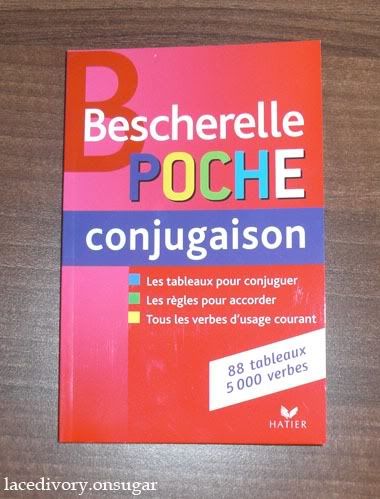 B
Bescherelle
POCHE
conjugaison
Les tableaux pour conjuguer
Les règles pour accorder
Tous les verbes d'usage courant
88 tableaux
5 000 verbes
HATIER
lacedivory.onsugar